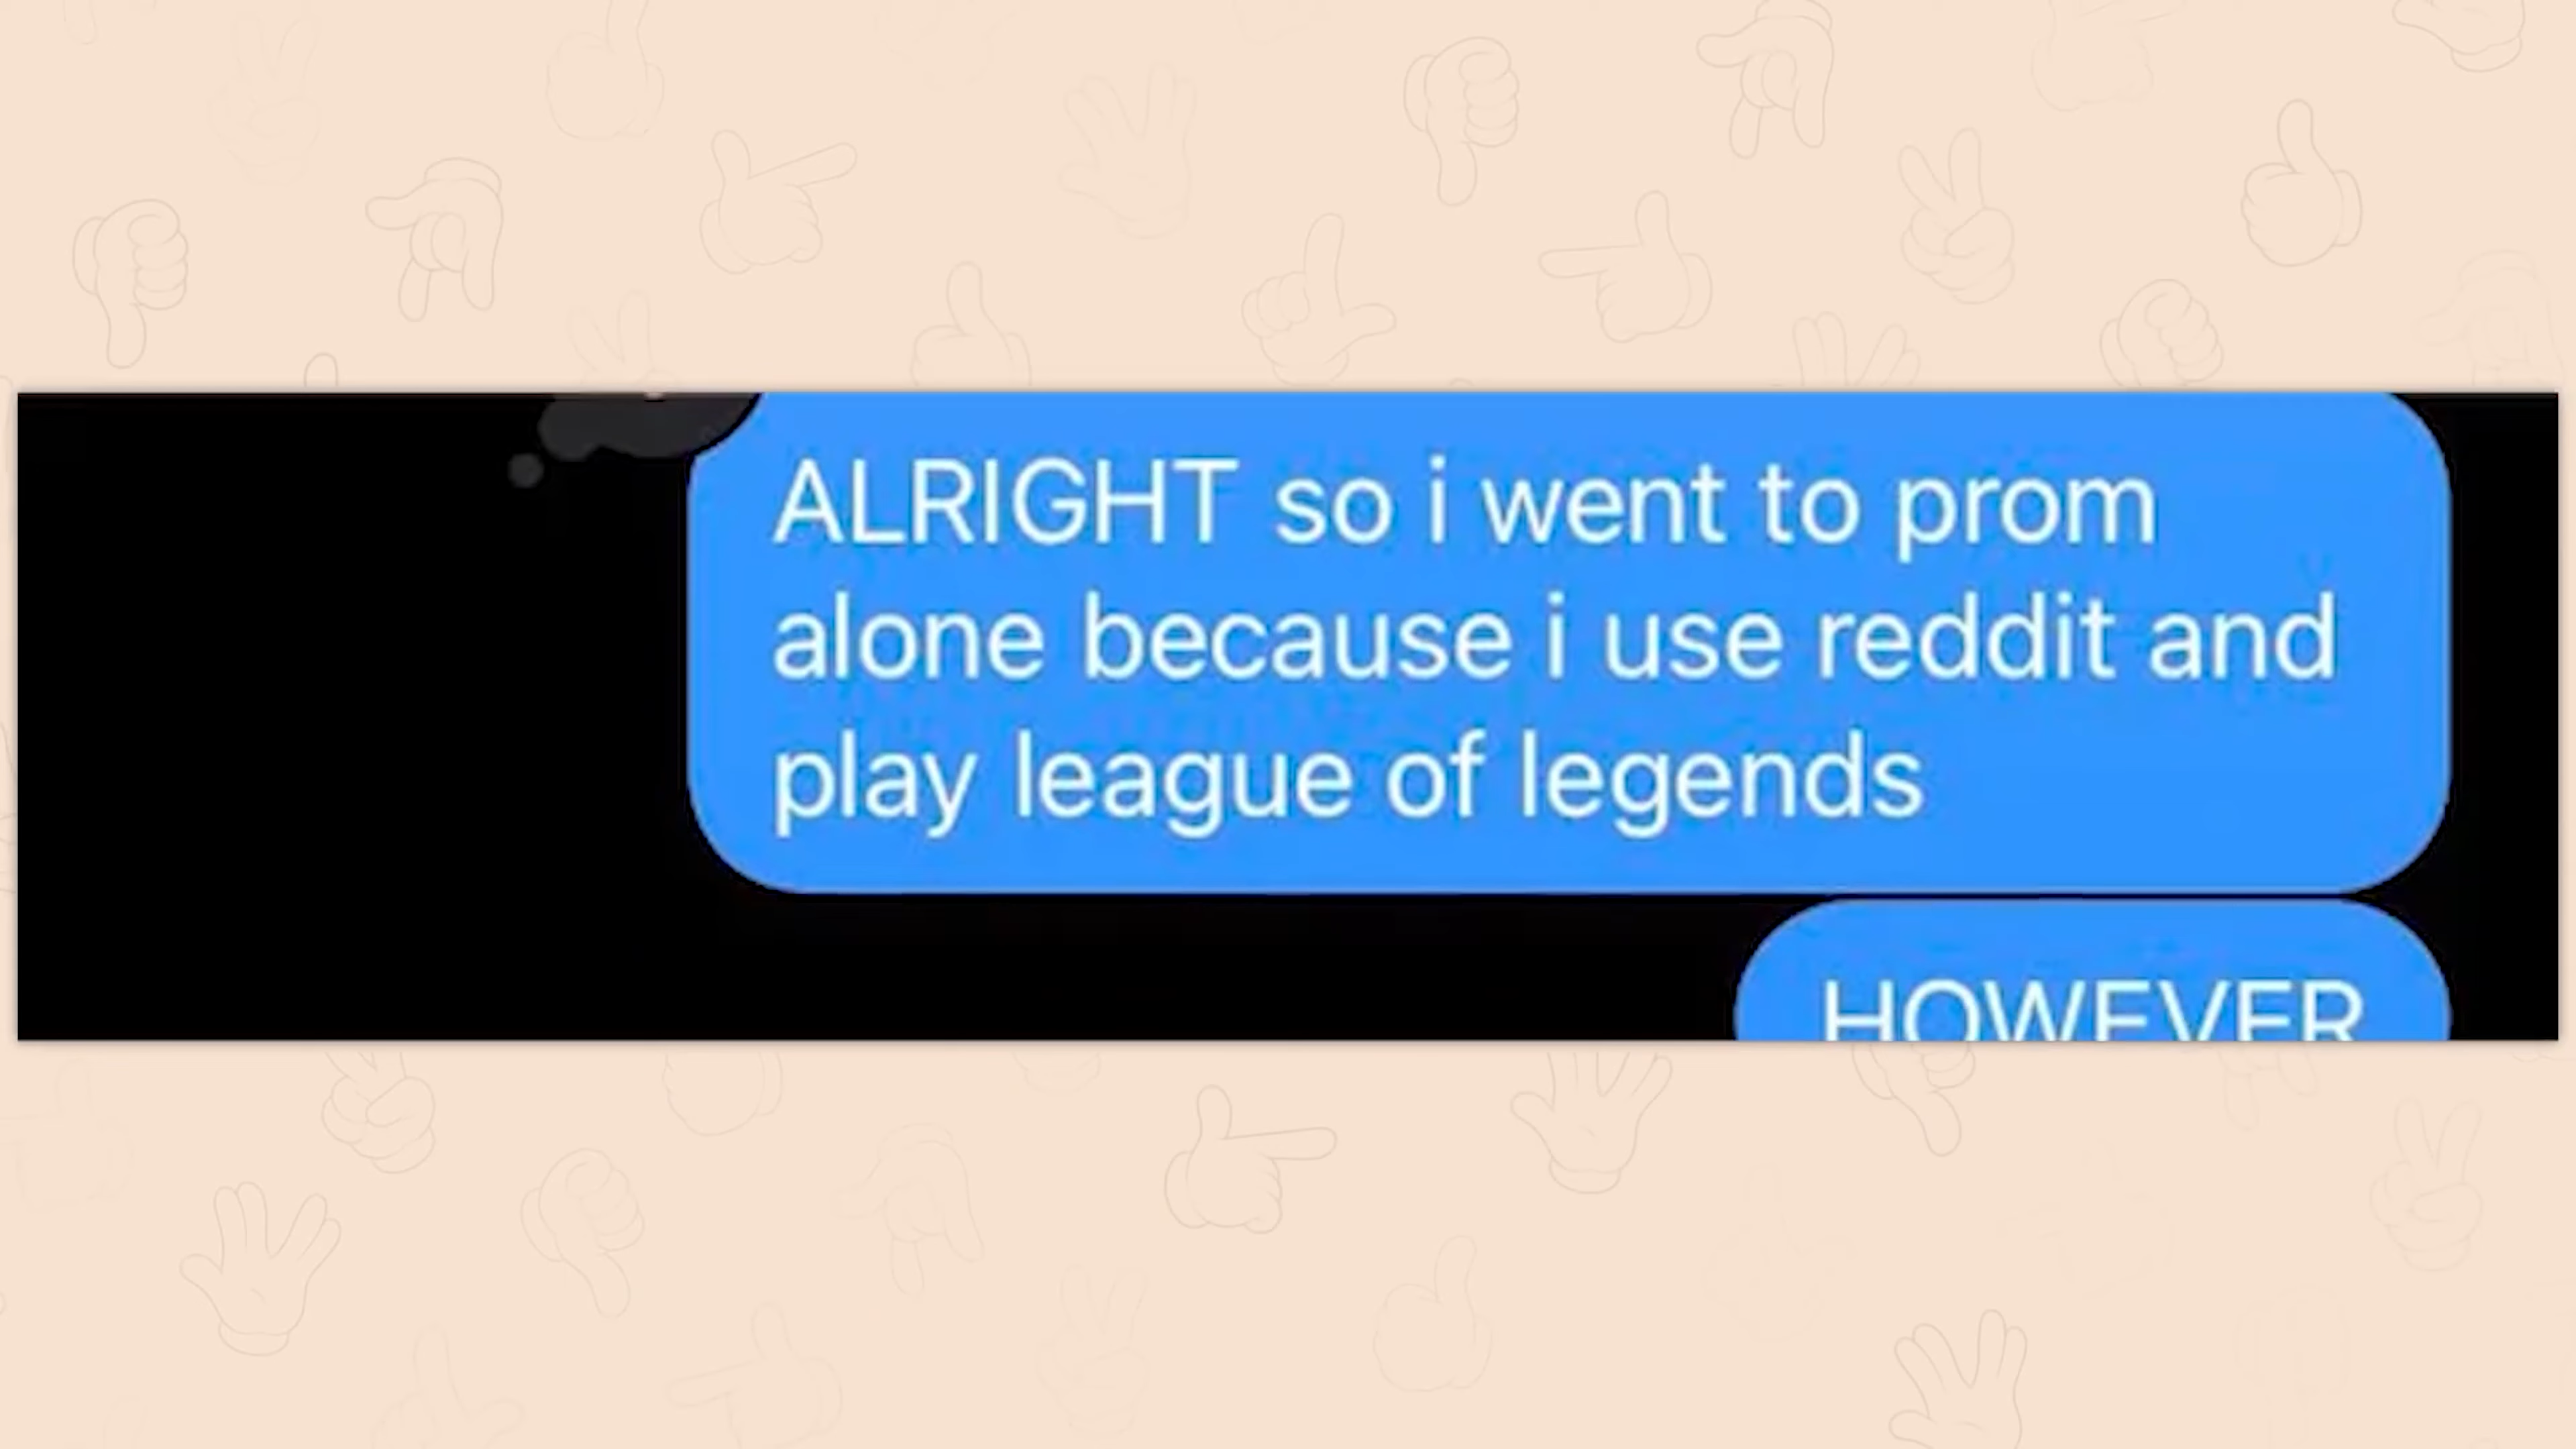 ALRIGHT so i went to prom
alone because i use reddit and
play league of legends
HOWEVER